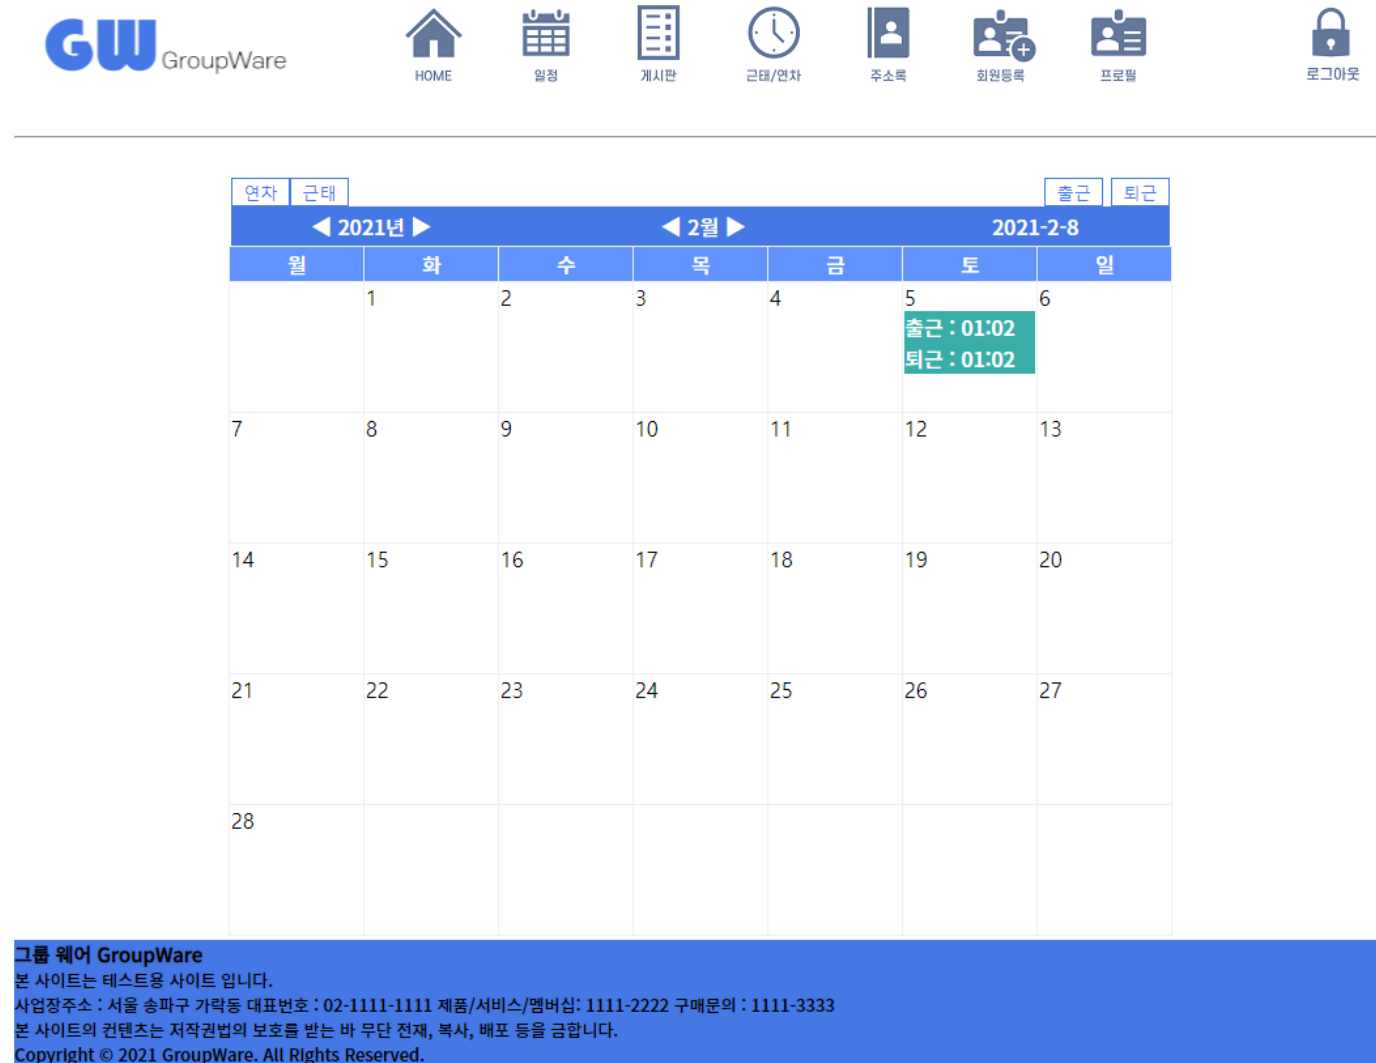 GW GroupWare
HOME 일정 게시판 근태/연차 주소록 회원등록 프로필 로그아웃
연차 근태 출근 퇴근
◀ 2021년 ▶ ◀ 2월 ▶ 2021-2-8
월 화 수 목 금 토 일
1 2 3 4 5 6
출근 : 01:02
퇴근 : 01:02
7 8 9 10 11 12 13
14 15 16 17 18 19 20
21 22 23 24 25 26 27
28
그룹 웨어 GroupWare
본 사이트는 테스트용 사이트 입니다.
사업장주소 : 서울 송파구 가락동 대표번호 : 02-1111-1111 제품/서비스/멤버십: 1111-2222 구매문의 : 1111-3333
본 사이트의 컨텐츠는 저작권법의 보호를 받는 바 무단 전재, 복사, 배포 등을 금합니다.
Copyright © 2021 GroupWare. All Rights Reserved.